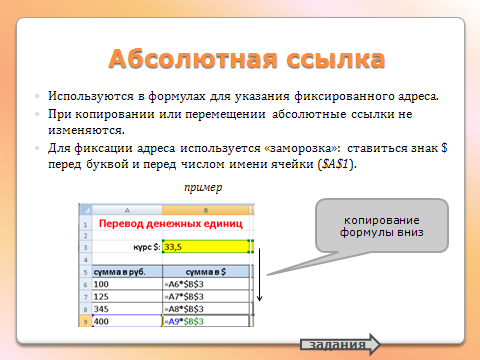 Абсолютная ссылка
Используются в формулах для указания фиксированного адреса.
При копировании или перемещении абсолютные ссылки не
изменяются.
Для фиксации адреса используется «заморозка»: ставиться знак $
перед буквой и перед числом имени ячейки ($A$1).
пример
A B
1 Перевод денежных единиц
2
3 курс $: 33,5
4
5 сумма в руб. сумма в $
6 100 =A6*$B$3
7 125 =A7*$B$3
8 345 =A8*$B$3
9 400 =A9*$B$3
копирование
формулы вниз
задания